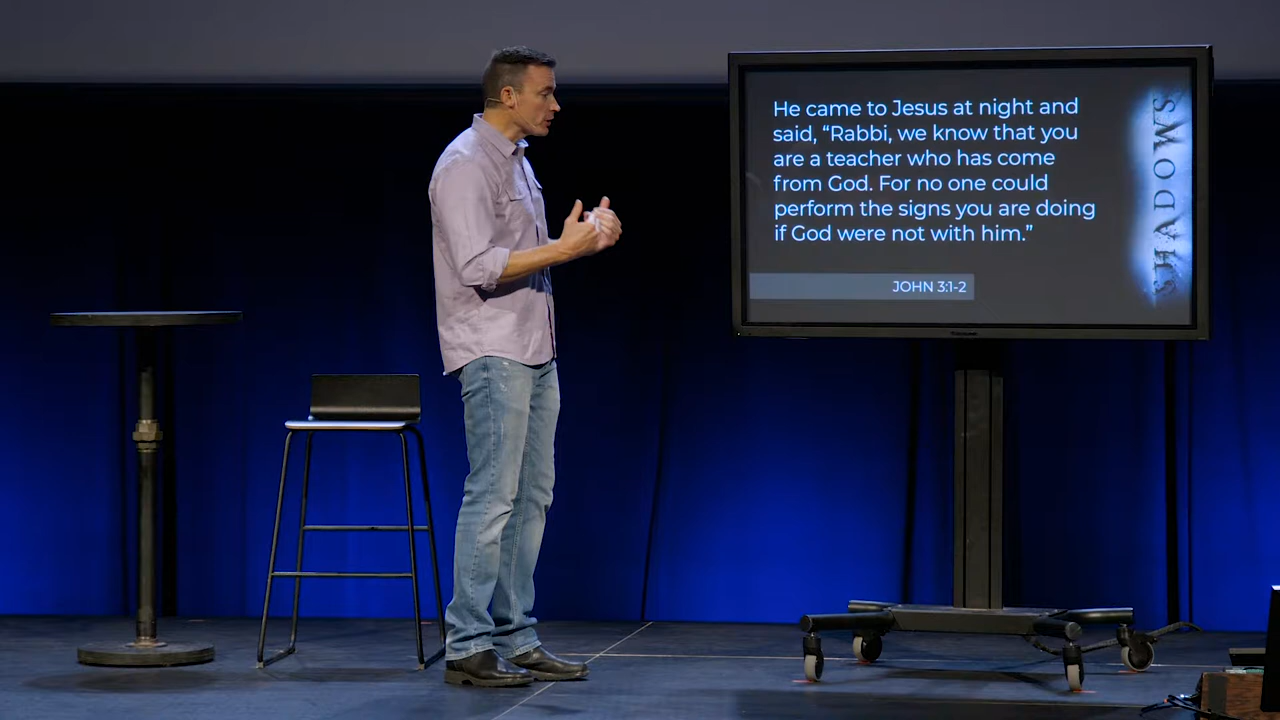 He came to Jesus at night and
said, “Rabbi, we know that you
are a teacher who has come
from God. For no one could
perform the signs you are doing
if God were not with him.”
JOHN 3:1-2
SHADOWS